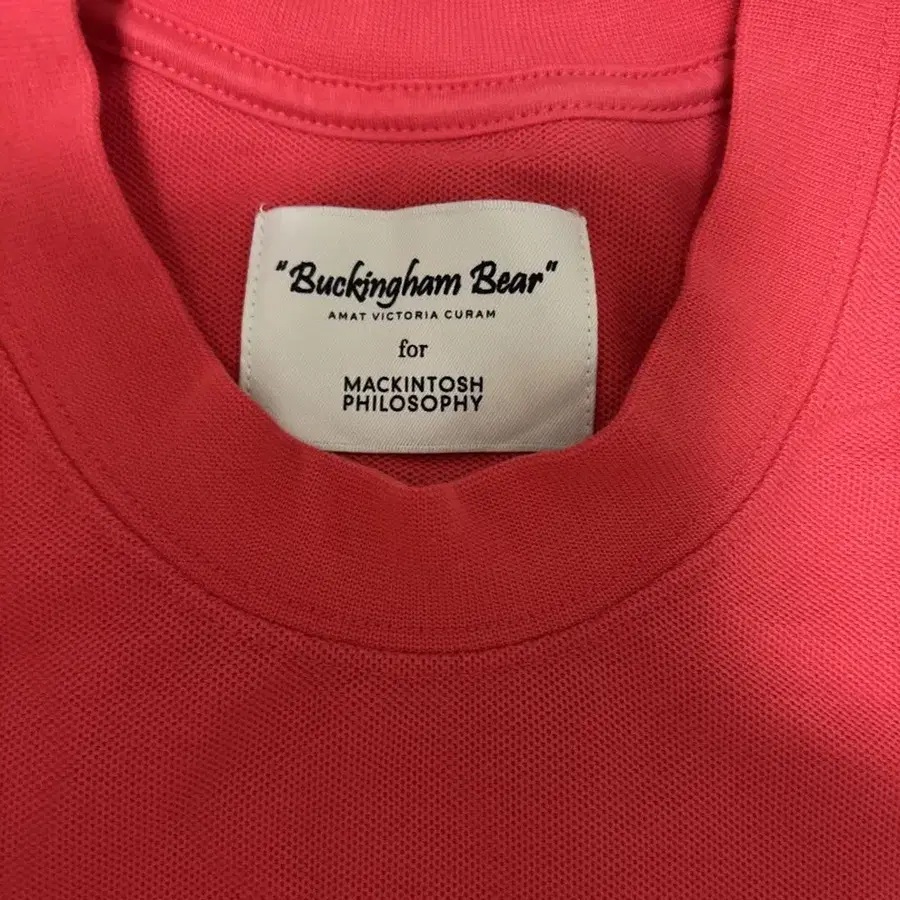 "Buckingham Bear"
AMAT VICTORIA CURAM
for
MACKINTOSH
PHILOSOPHY